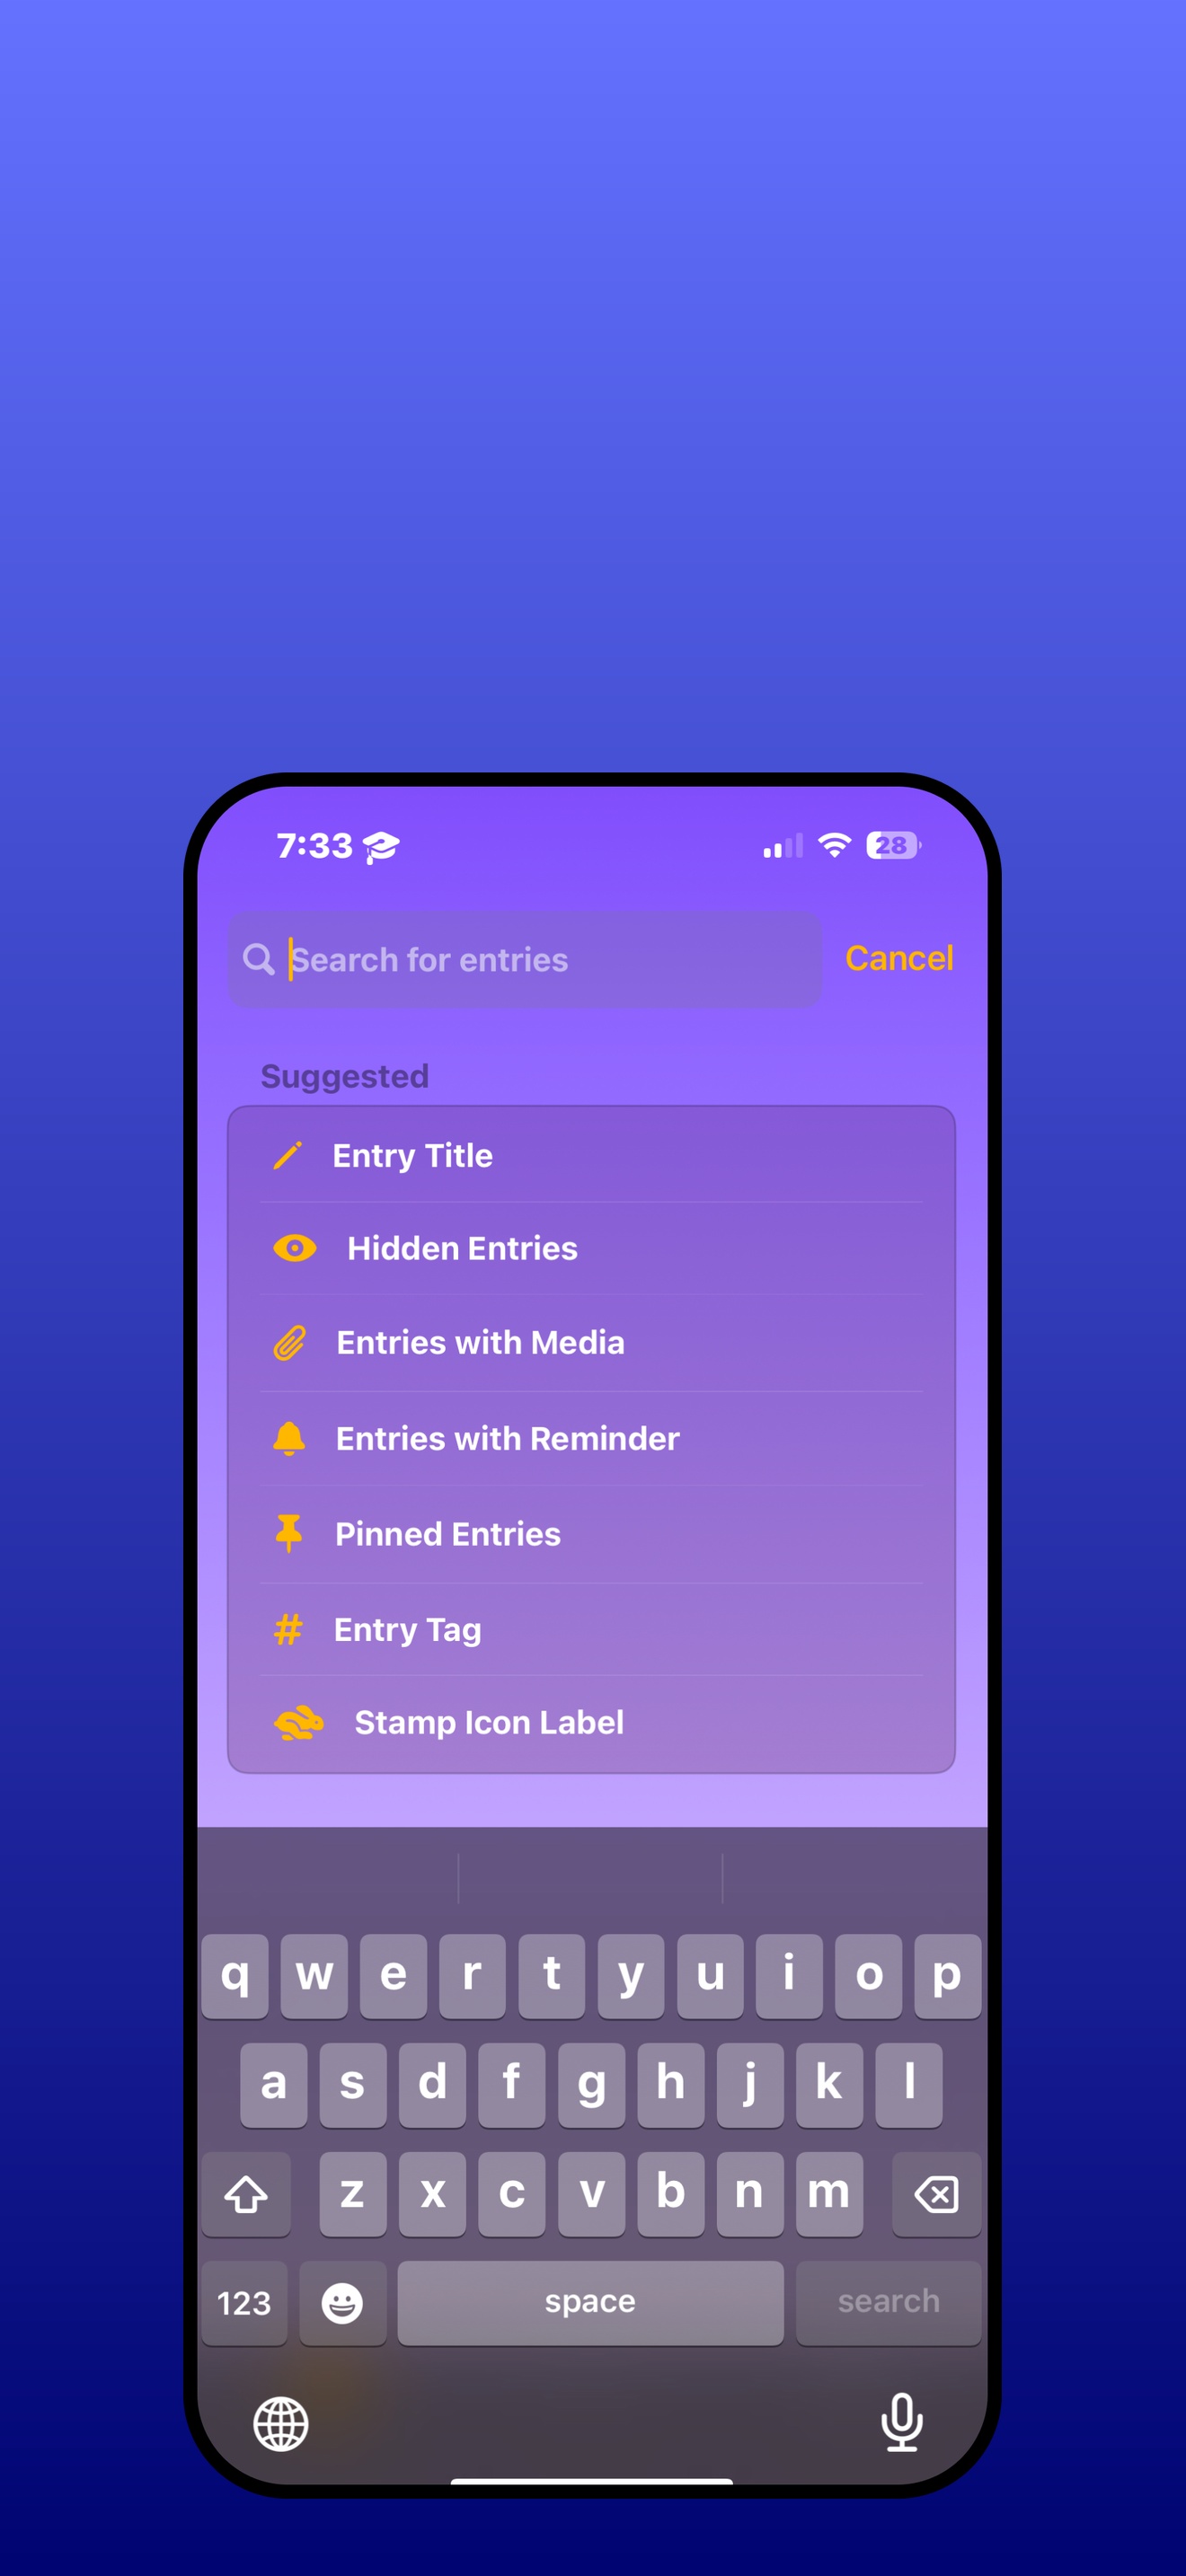 7:33
28
Search for entries
Cancel
Suggested
Entry Title
Hidden Entries
Entries with Media
Entries with Reminder
Pinned Entries
# Entry Tag
Stamp Icon Label
q w e r t y u i o p
a s d f g h j k l
z x c v b n m
123 space search